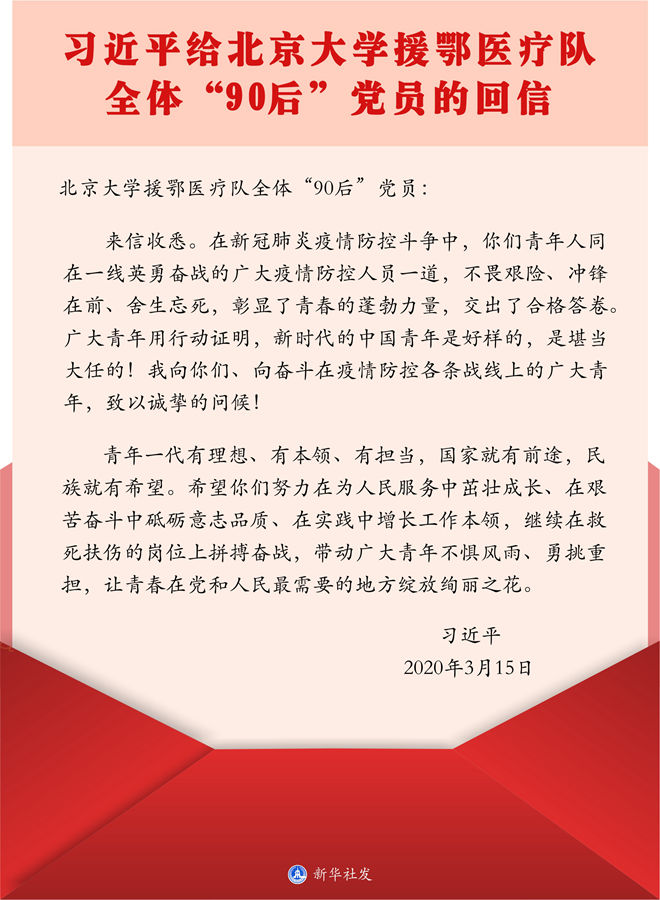 习近平给北京大学援鄂医疗队
全体“90后”党员的回信
北京大学援鄂医疗队全体“90后”党员：
来信收悉。在新冠肺炎疫情防控斗争中，你们青年人同
在一线英勇奋战的广大疫情防控人员一道，不畏艰险、冲锋
在前、舍生忘死，彰显了青春的蓬勃力量，交出了合格答卷。
广大青年用行动证明，新时代的中国青年是好样的，是堪当
大任的！我向你们、向奋斗在疫情防控各条战线上的广大青
年，致以诚挚的问候！
青年一代有理想、有本领、有担当，国家就有前途，民
族就有希望。希望你们努力在为人民服务中茁壮成长、在艰
苦奋斗中砥砺意志品质、在实践中增长工作本领，继续在救
死扶伤的岗位上拼搏奋战，带动广大青年不惧风雨、勇挑重
担，让青春在党和人民最需要的地方绽放绚丽之花。
习近平
2020年3月15日
新华社发